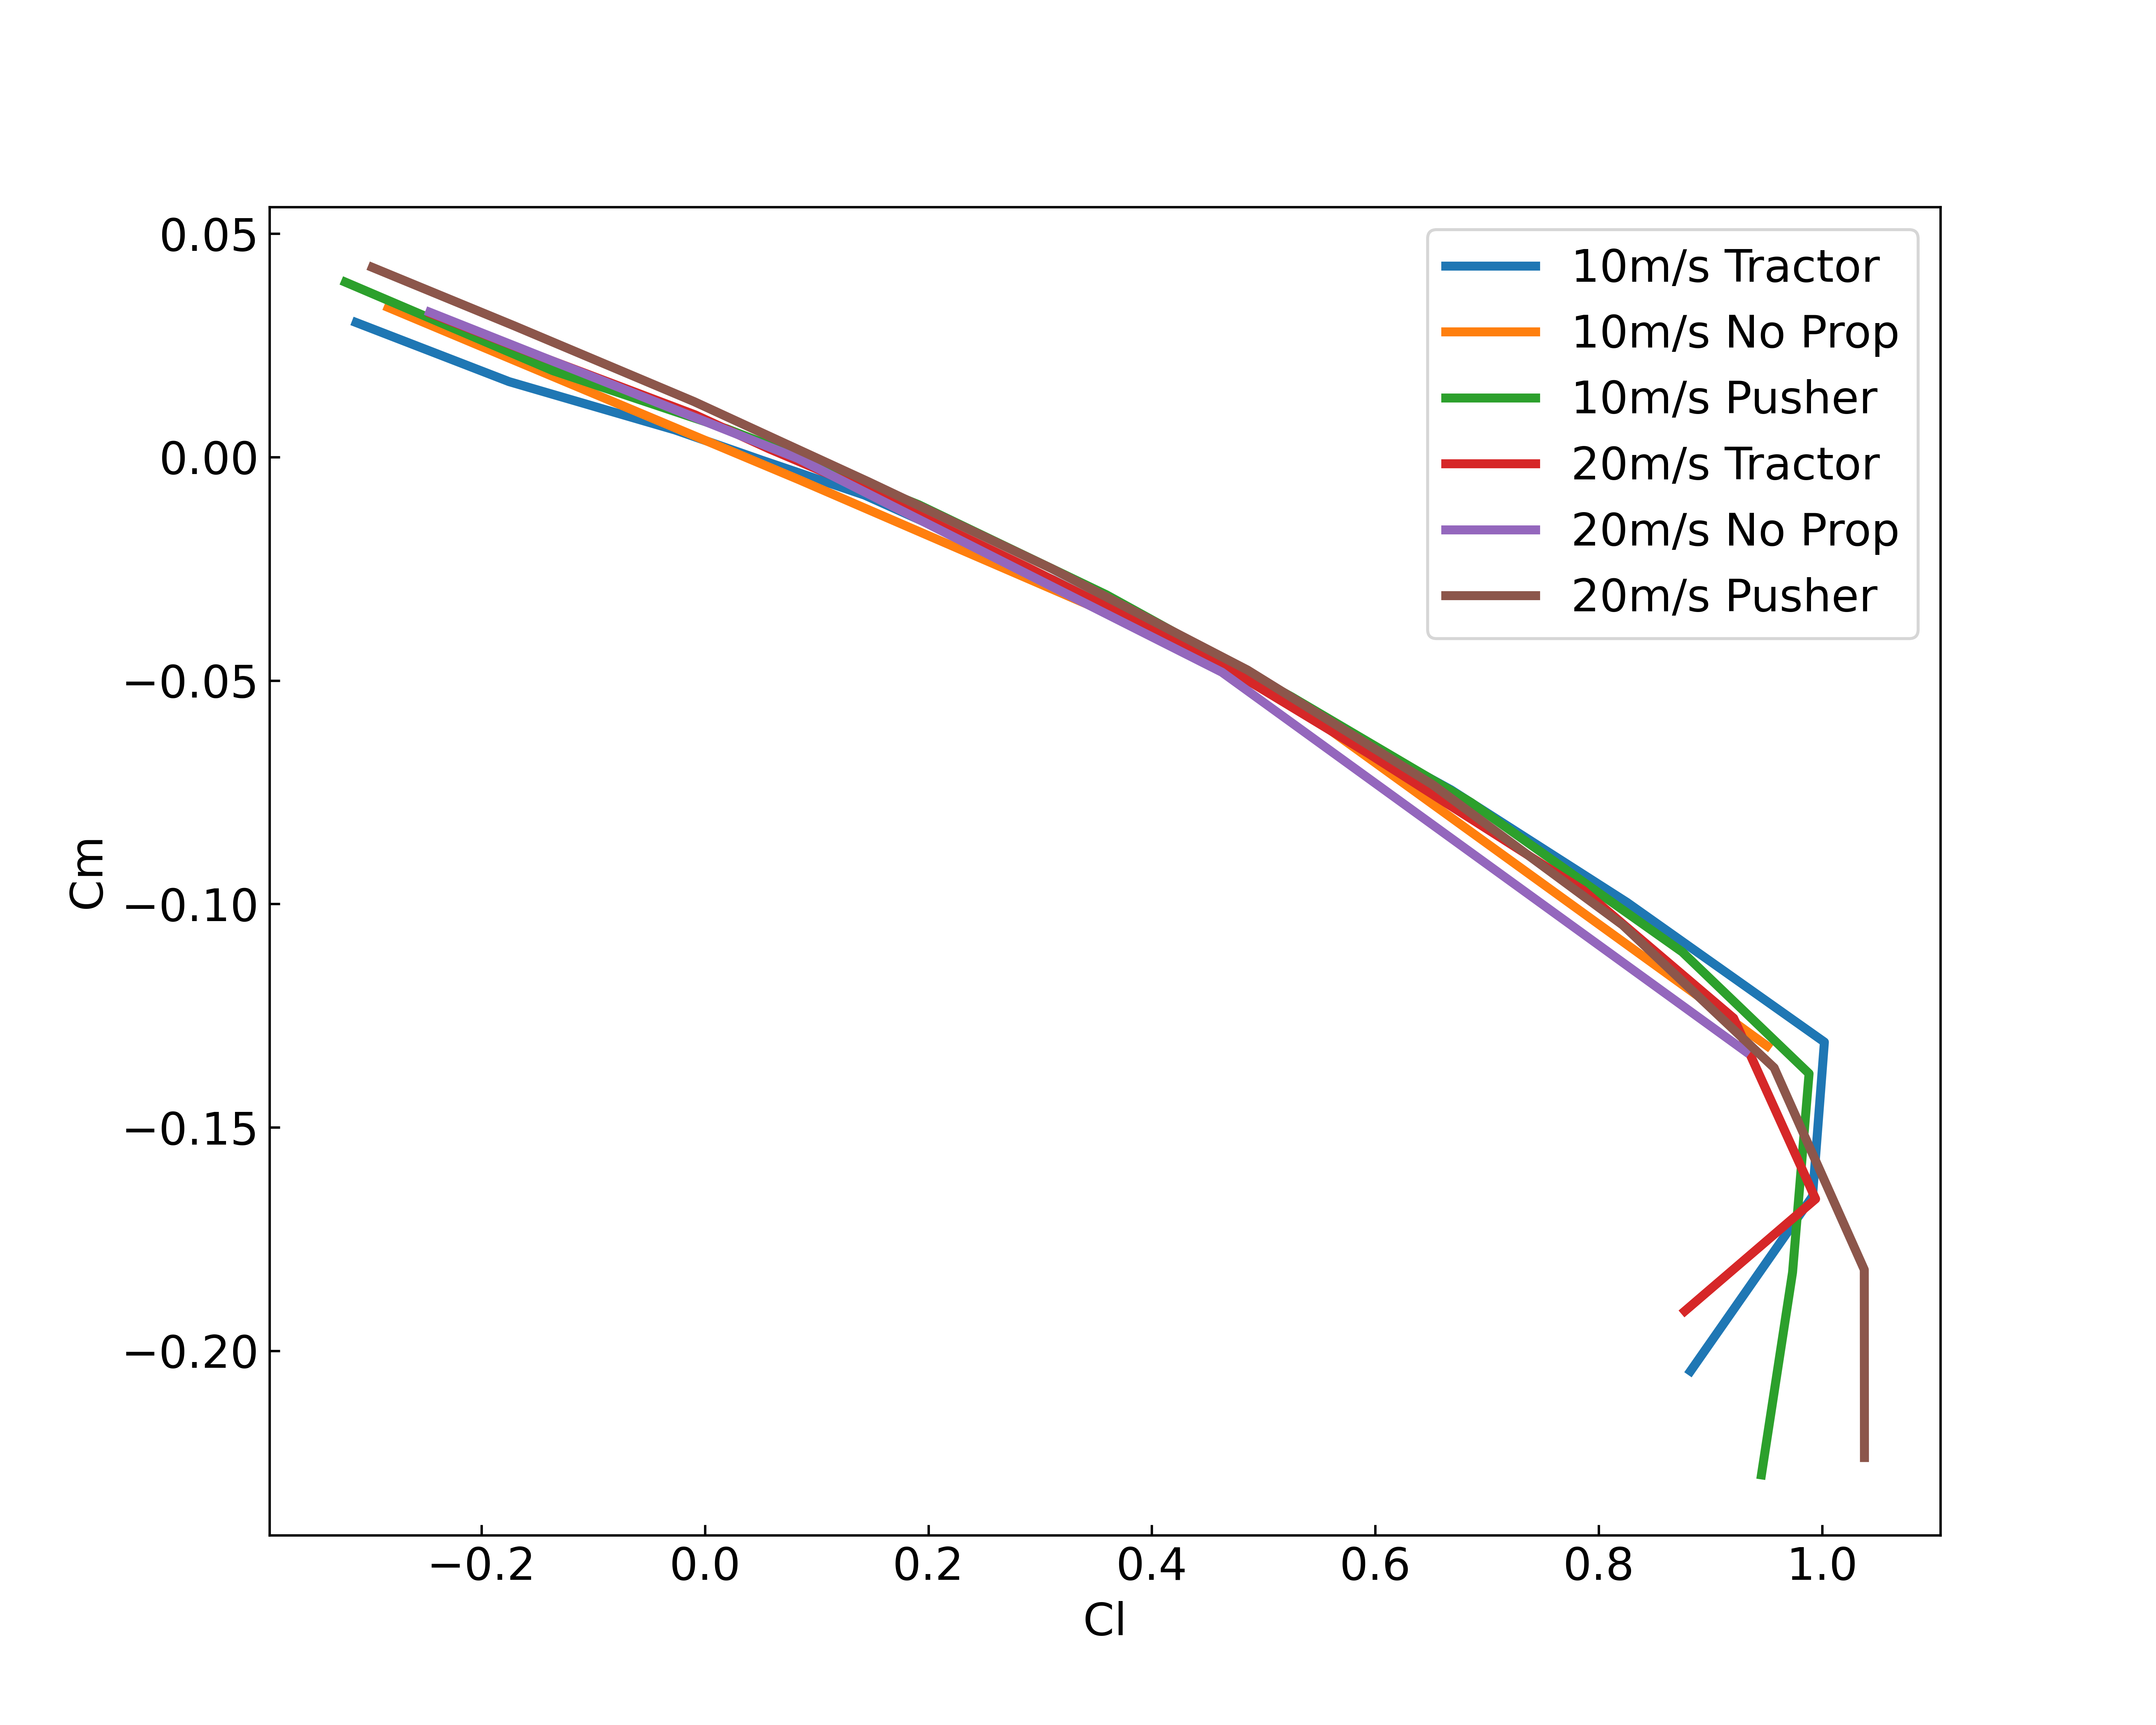 10m/s Tractor
10m/s No Prop
10m/s Pusher
20m/s Tractor
20m/s No Prop
20m/s Pusher
0.05
0.00
−0.05
−0.10
−0.15
−0.20
Cm
−0.2 0.0 0.2 0.4 0.6 0.8 1.0
Cl